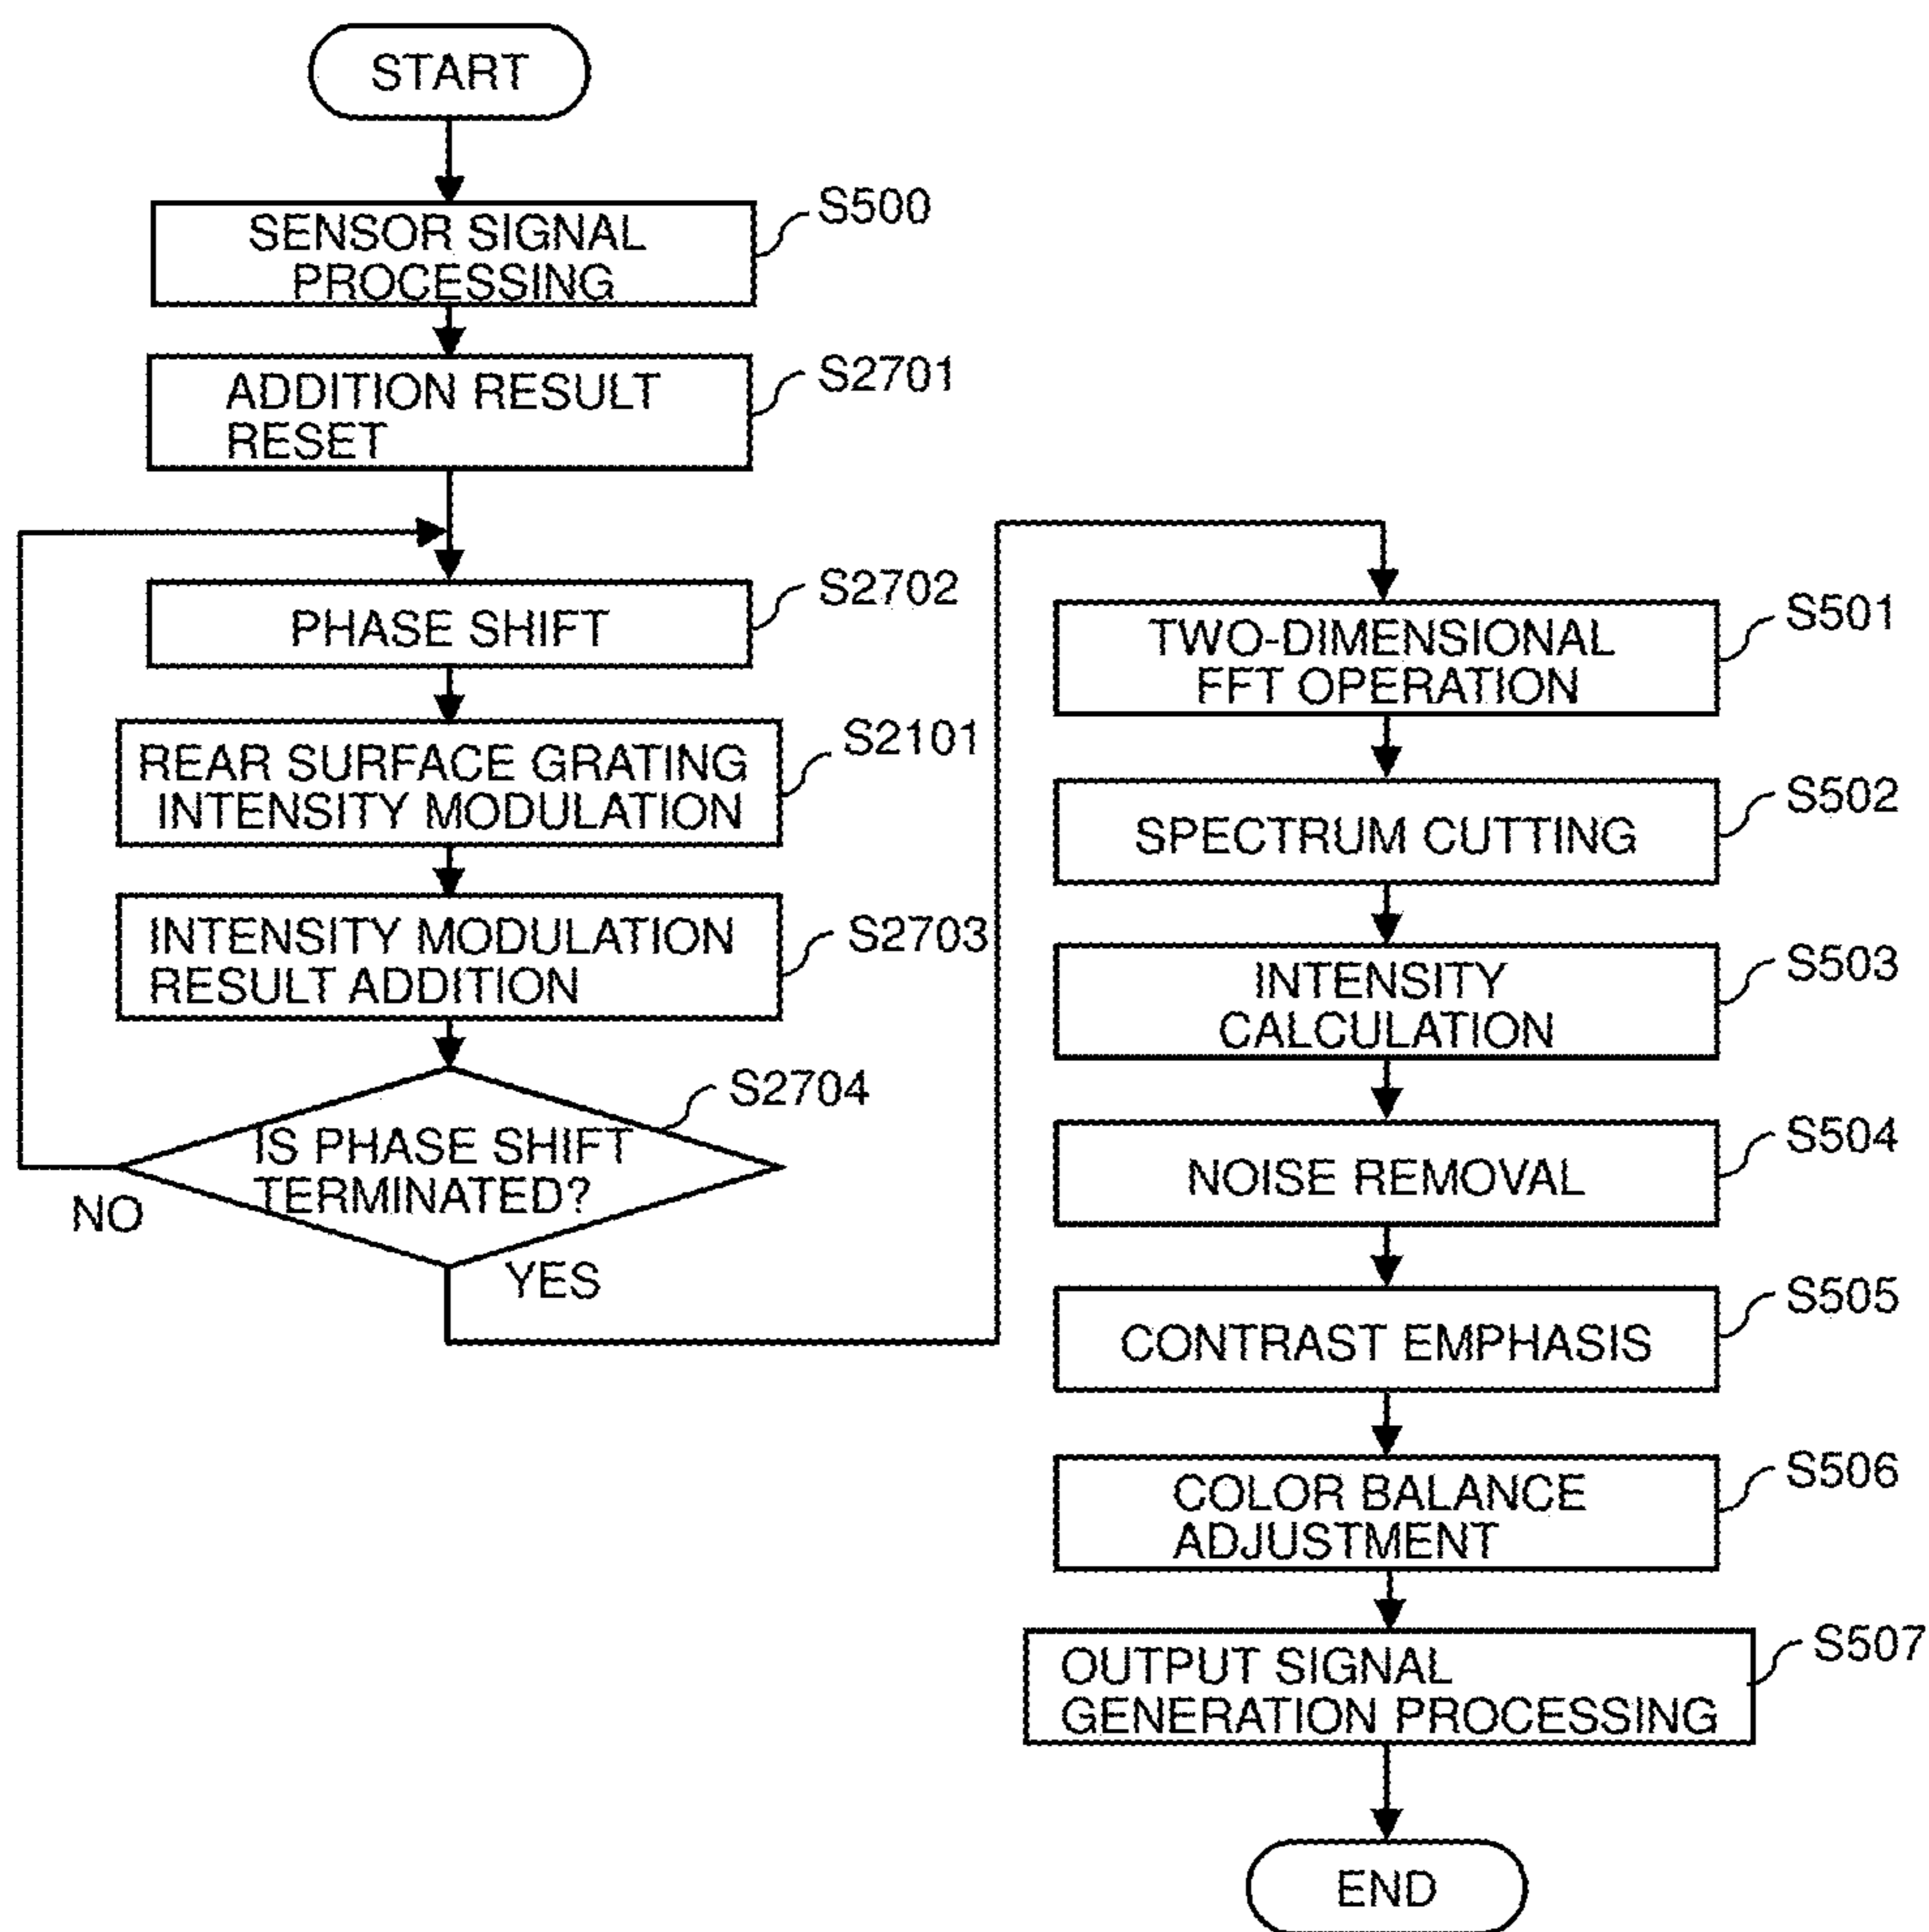 START
SENSOR SIGNAL
PROCESSING
S500
ADDITION RESULT
RESET
S2701
PHASE SHIFT
S2702
REAR SURFACE GRATING
INTENSITY MODULATION
S2101
INTENSITY MODULATION
RESULT ADDITION
S2703
IS PHASE SHIFT
TERMINATED?
S2704
NO
YES
TWO-DIMENSIONAL
FFT OPERATION
S501
SPECTRUM CUTTING
S502
INTENSITY
CALCULATION
S503
NOISE REMOVAL
S504
CONTRAST EMPHASIS
S505
COLOR BALANCE
ADJUSTMENT
S506
OUTPUT SIGNAL
GENERATION PROCESSING
S507
END